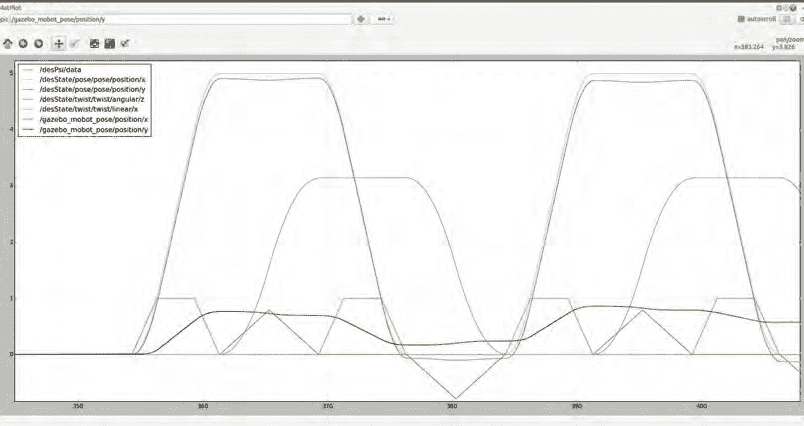 MatPlot
pic: /gazebo_mobot_pose/position/y
autoscroll
pan/zoom
x=383.264 y=3.826
/desPsi/data
/desState/pose/pose/position/x
/desState/pose/pose/position/y
/desState/twist/twist/angular/z
/desState/twist/twist/linear/x
/gazebo_mobot_pose/position/x
/gazebo_mobot_pose/position/y
5
4
3
2
1
0
350 360 370 380 390 400